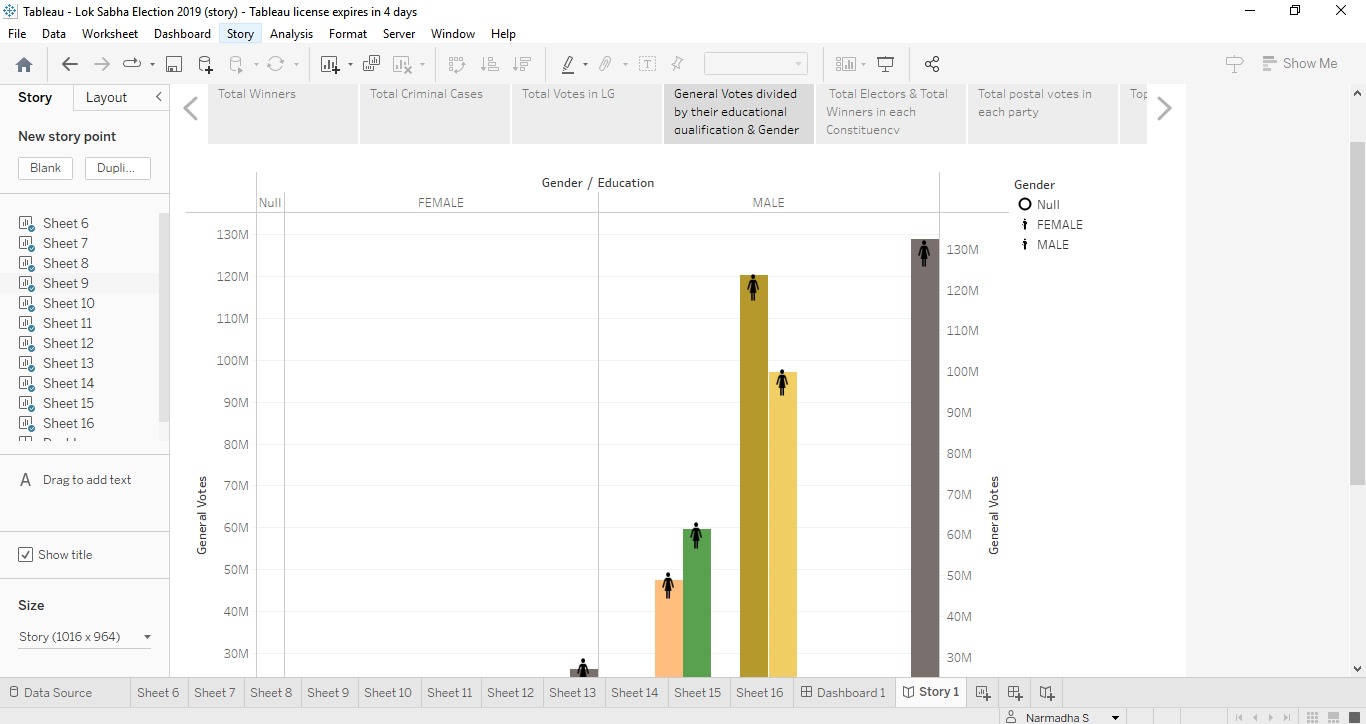 Tableau - Lok Sabha Election 2019 (story) - Tableau license expires in 4 days
File Data Worksheet Dashboard Story Analysis Format Server Window Help
Show Me
Story Layout
New story point
Blank Dupli...
Sheet 6
Sheet 7
Sheet 8
Sheet 9
Sheet 10
Sheet 11
Sheet 12
Sheet 13
Sheet 14
Sheet 15
Sheet 16
A Drag to add text
Show title
Size
Story (1016 x 964)
Total Winners
Total Criminal Cases
Total Votes in LG
General Votes divided
by their educational
qualification & Gender
Total Electors & Total
Winners in each
Constituency
Total postal votes in
each party
Gender / Education
Null FEMALE MALE
130M
120M
110M
100M
90M
80M
70M
60M
50M
40M
30M
General Votes
130M
120M
110M
100M
90M
80M
70M
60M
50M
40M
30M
General Votes
Gender
Null
FEMALE
MALE
Data Source Sheet 6 Sheet 7 Sheet 8 Sheet 9 Sheet 10 Sheet 11 Sheet 12 Sheet 13 Sheet 14 Sheet 15 Sheet 16 Dashboard 1 Story 1
Narmadha S